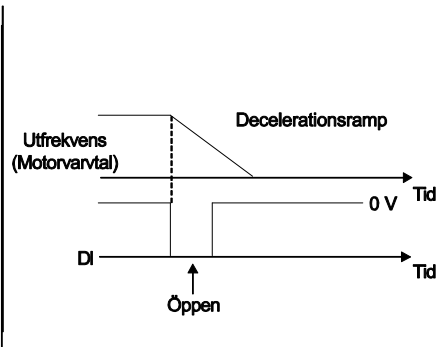 Decelerationsramp
Utfrekvens
(Motorvarvtal)
Tid
0 V
DI
Tid
Öppen